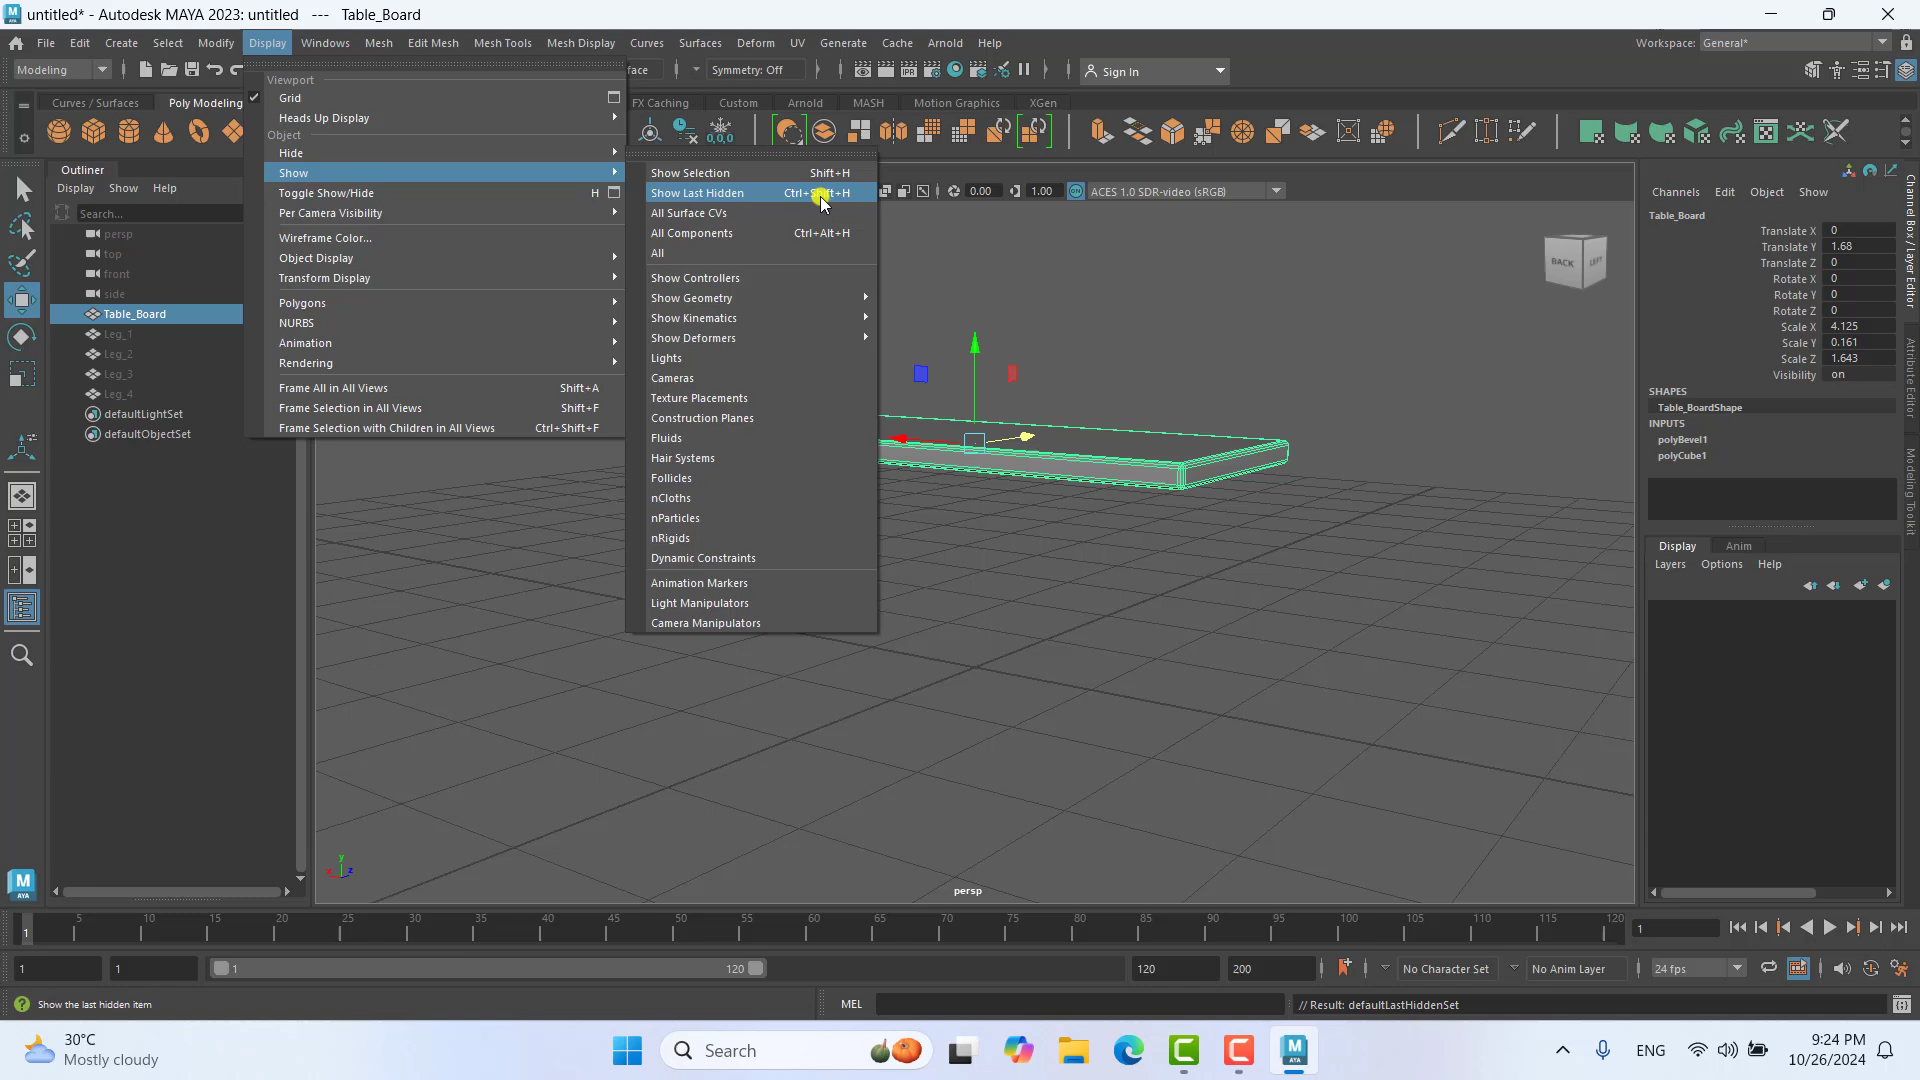 untitled* - Autodesk MAYA 2023: untitled --- Table_Board
File Edit Create Select Modify Display Windows Mesh Edit Mesh Mesh Tools Mesh Display Curves Surfaces Deform UV Generate Cache Arnold Help
Workspace: General*
Modeling
Symmetry: Off
Sign In
Curves / Surfaces Poly Modeling FX Caching Custom Arnold MASH Motion Graphics XGen
Outliner
Display Show Help
Search...
persp
top
front
side
Table_Board
Leg_1
Leg_2
Leg_3
Leg_4
defaultLightSet
defaultObjectSet
Viewport
Grid
Heads Up Display
Object
Hide
Show
Toggle Show/Hide H
Per Camera Visibility
Wireframe Color...
Object Display
Transform Display
Polygons
NURBS
Animation
Rendering
Frame All in All Views Shift+A
Frame Selection in All Views Shift+F
Frame Selection with Children in All Views Ctrl+Shift+F
Show Selection Shift+H
Show Last Hidden Ctrl+Shift+H
All Surface CVs
All Components Ctrl+Alt+H
All
Show Controllers
Show Geometry
Show Kinematics
Show Deformers
Lights
Cameras
Texture Placements
Construction Planes
Fluids
Hair Systems
Follicles
nCloths
nParticles
nRigids
Dynamic Constraints
Animation Markers
Light Manipulators
Camera Manipulators
0.00 1.00 ACES 1.0 SDR-video (sRGB)
BACK LEFT
persp
y
x z
Channels Edit Object Show
Table_Board
Translate X 0
Translate Y 1.68
Translate Z 0
Rotate X 0
Rotate Y 0
Rotate Z 0
Scale X 4.125
Scale Y 0.161
Scale Z 1.643
Visibility on
SHAPES
Table_BoardShape
INPUTS
polyBevel1
polyCube1
Display Anim
Layers Options Help
Channel Box / Layer Editor
Attribute Editor
Modeling Toolkit
5 10 15 20 25 30 35 40 45 50 55 60 65 70 75 80 85 90 95 100 105 110 115 120
1
1
1 1 1 120 120 200 No Character Set No Anim Layer 24 fps
Show the last hidden item
MEL
// Result: defaultLastHiddenSet
30°C
Mostly cloudy
Search
ENG
9:24 PM
10/26/2024